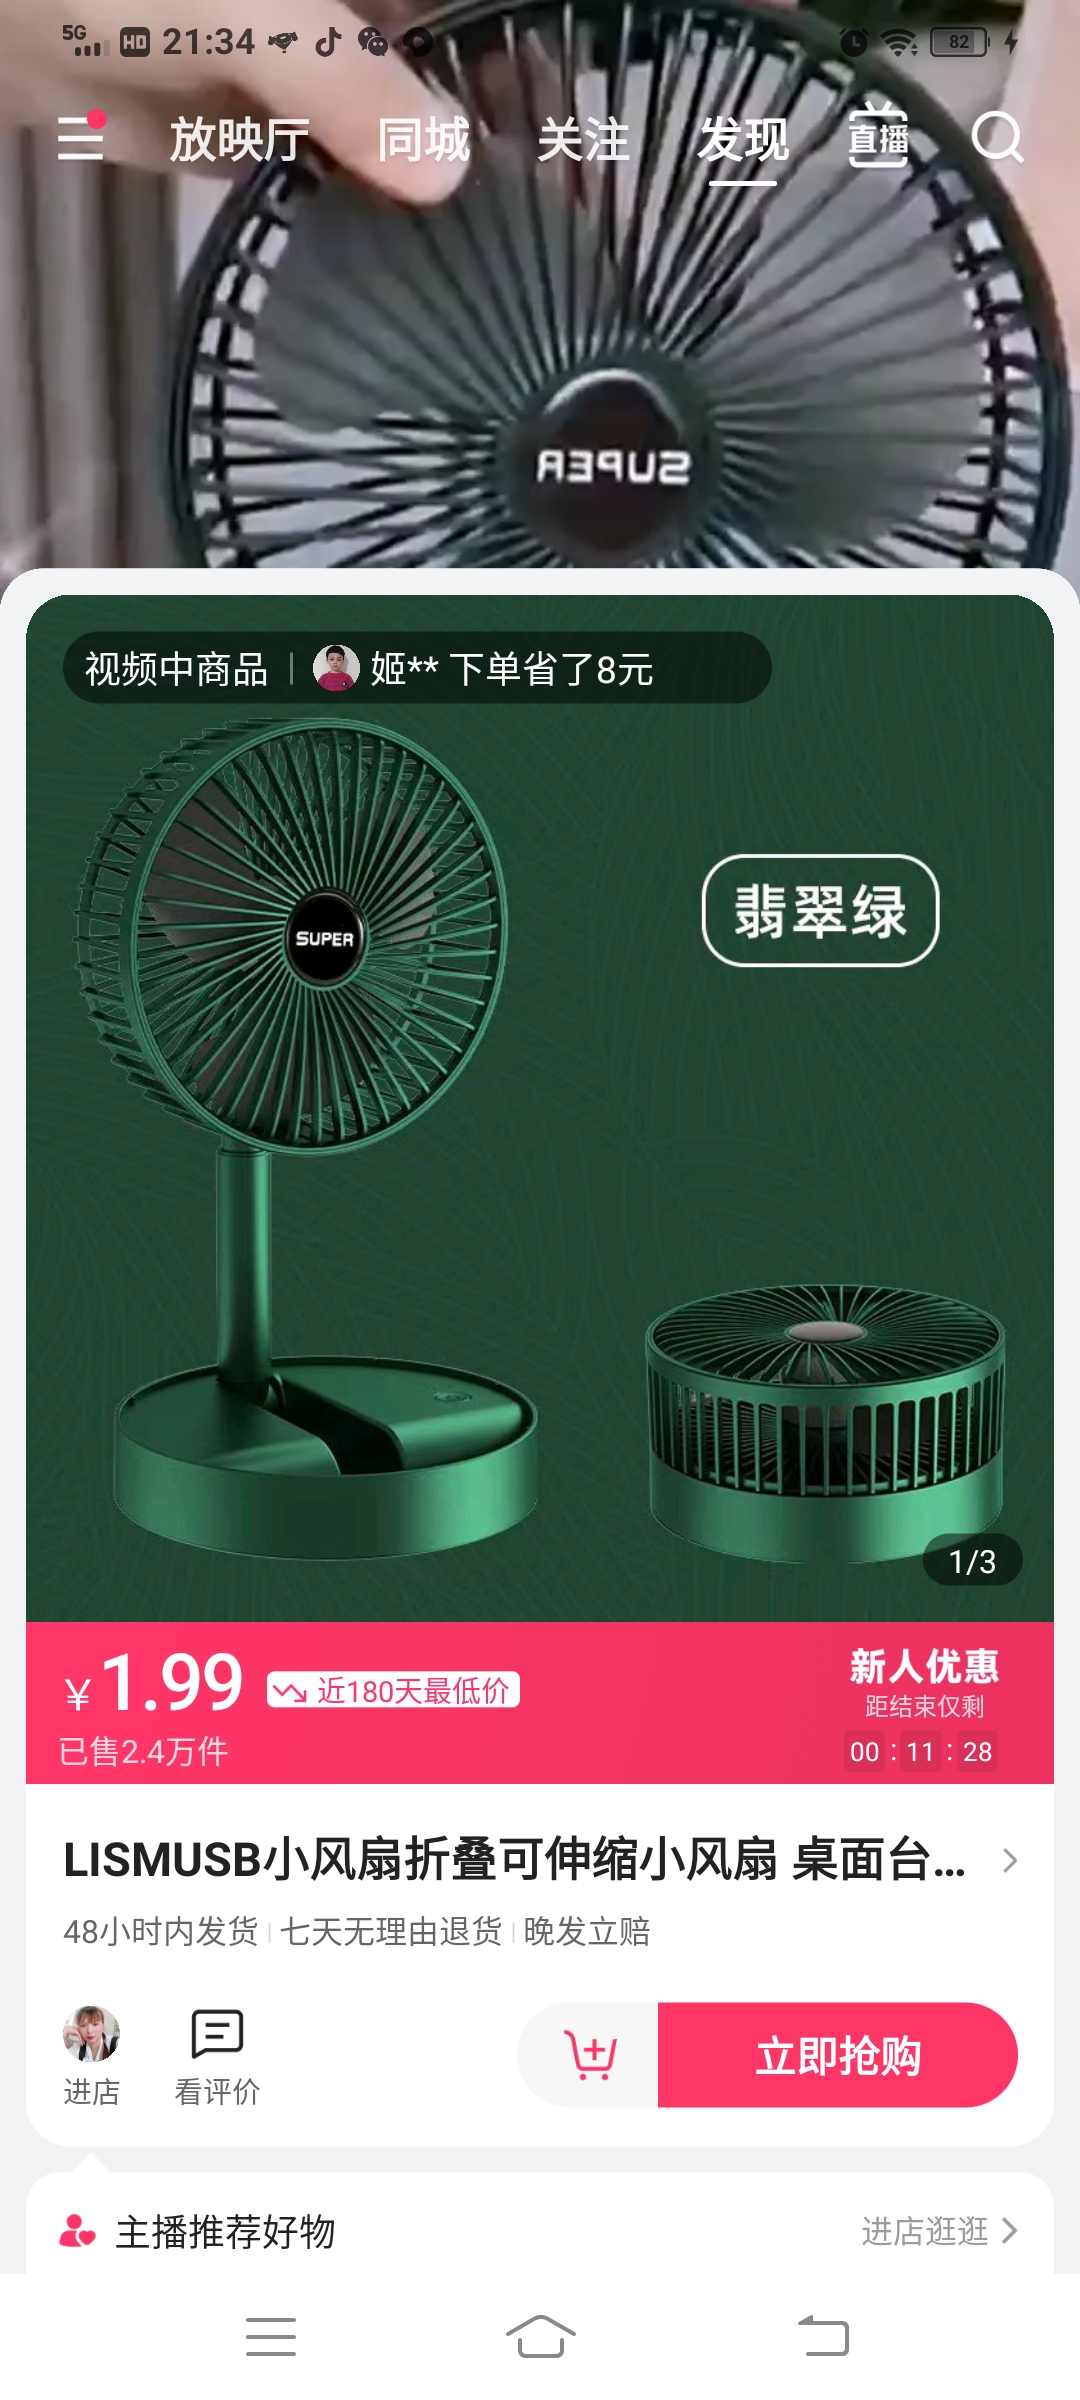 5G HD 21:34 82
放映厅 同城 关注 发现 直播
SUPER
视频中商品 | 姬** 下单省了8元
翡翠绿
SUPER
1/3
¥1.99 近180天最低价
新人优惠
距结束仅剩
已售2.4万件
00 : 11 : 28
LISMUSB小风扇折叠可伸缩小风扇 桌面台...
48小时内发货 | 七天无理由退货 | 晚发立赔
进店 看评价 立即抢购
主播推荐好物 进店逛逛